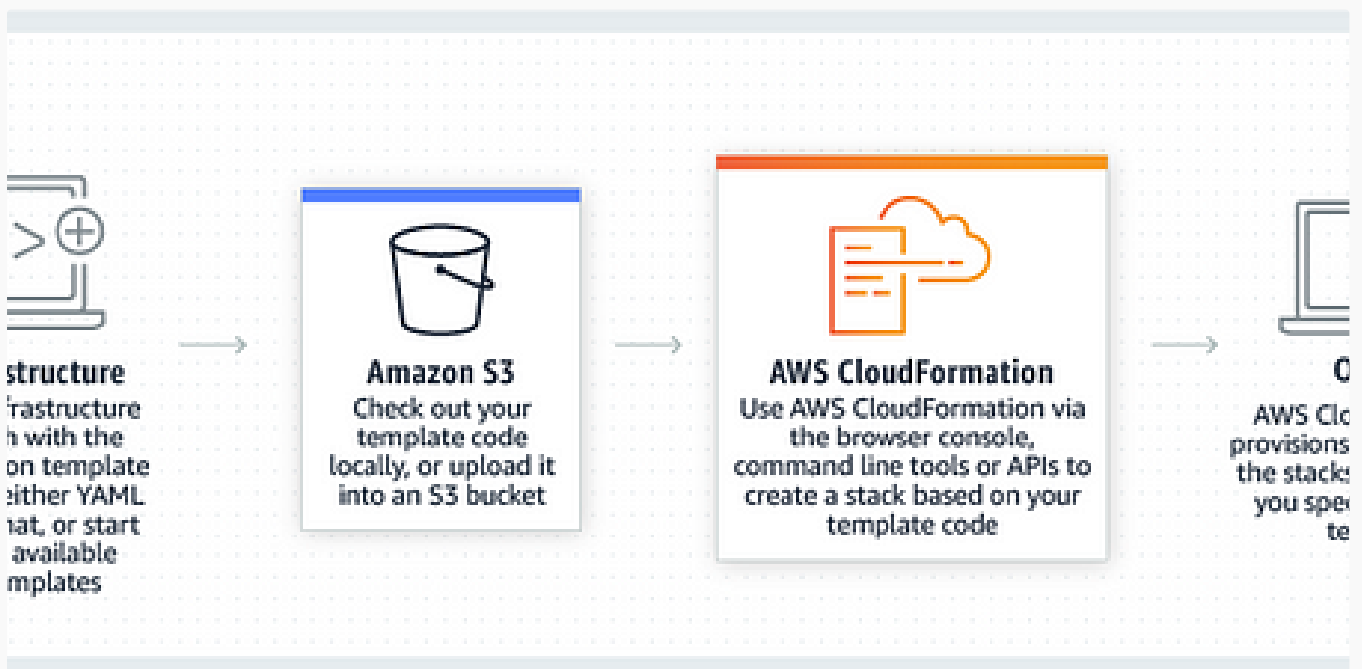 structure
frastructure
h with the
on template
either YAML
nat, or start
available
mplates
Amazon S3
Check out your
template code
locally, or upload it
into an S3 bucket
AWS CloudFormation
Use AWS CloudFormation via
the browser console,
command line tools or APIs to
create a stack based on your
template code
O
AWS Clo
provisions
the stacks
you spec
te